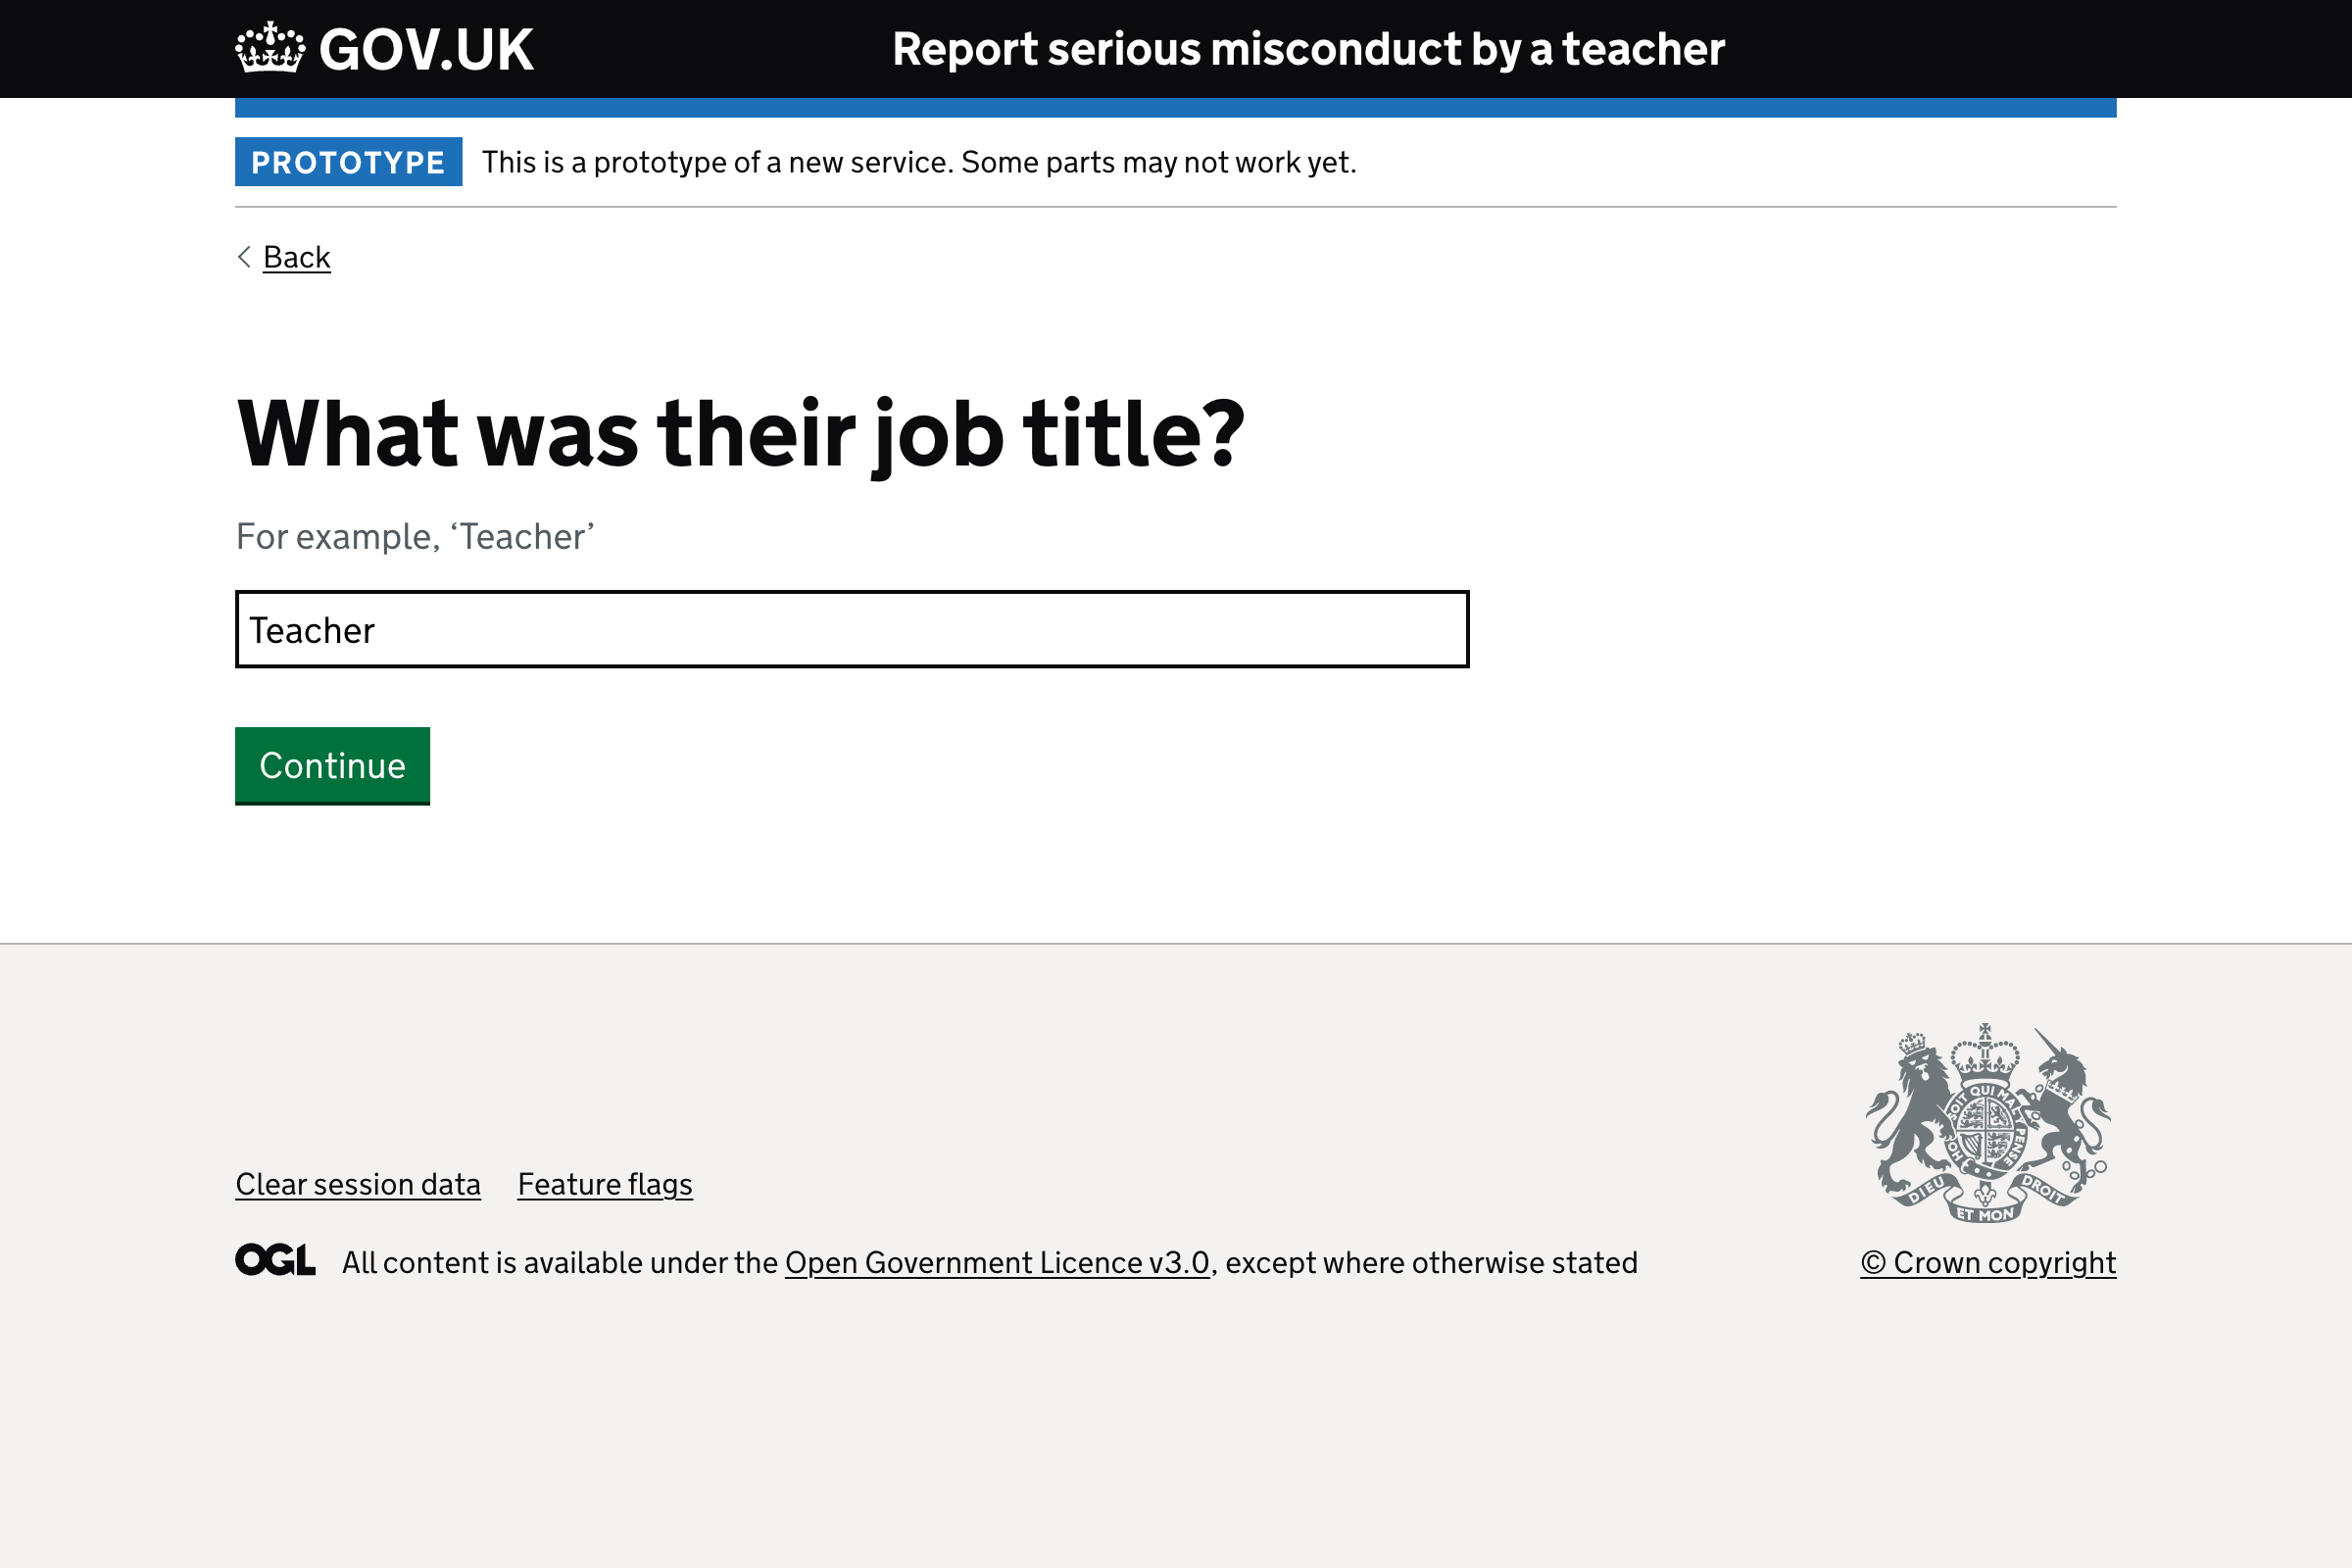 GOV.UK
Report serious misconduct by a teacher
PROTOTYPE This is a prototype of a new service. Some parts may not work yet.
Back
What was their job title?
For example, ‘Teacher’
Teacher
Continue
Clear session data Feature flags
OGL All content is available under the Open Government Licence v3.0, except where otherwise stated
SOIT QUI MAL Y PENSE
HON
DIEU ET MON DROIT
© Crown copyright